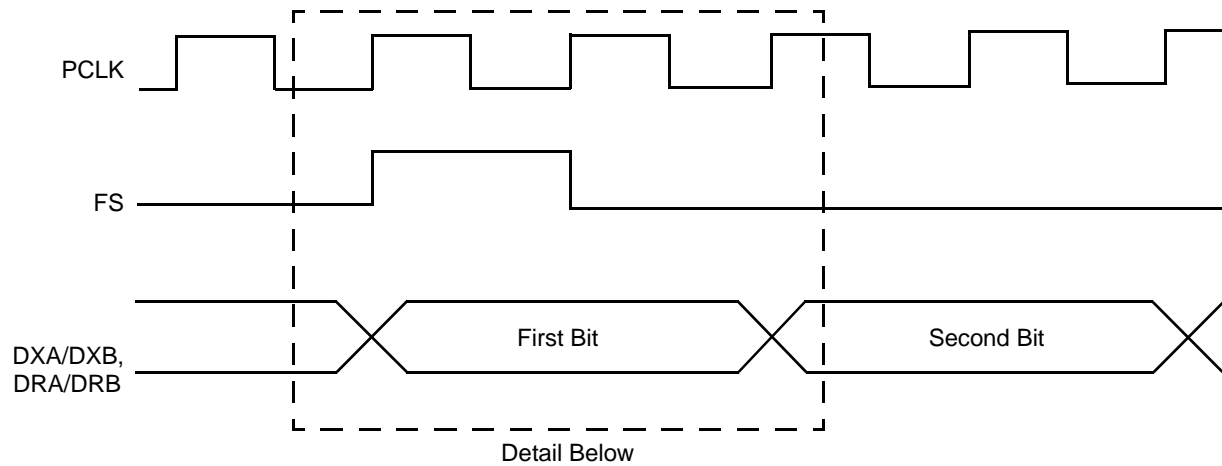 PCLK
FS
DXA/DXB,
DRA/DRB
First Bit
Second Bit
Detail Below